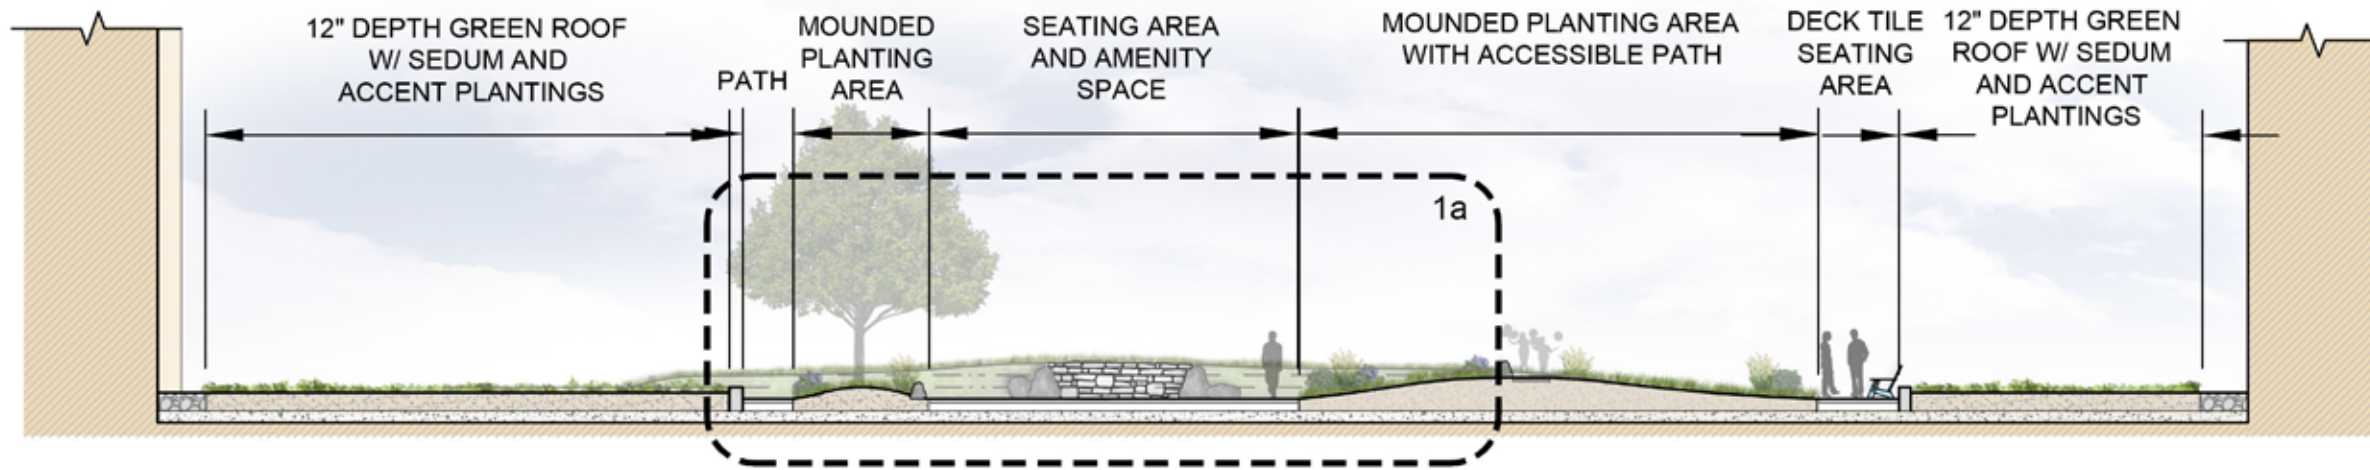 12" DEPTH GREEN ROOF
W/ SEDUM AND
ACCENT PLANTINGS
PATH
MOUNDED
PLANTING
AREA
SEATING AREA
AND AMENITY
SPACE
MOUNDED PLANTING AREA
WITH ACCESSIBLE PATH
DECK TILE
SEATING
AREA
12" DEPTH GREEN
ROOF W/ SEDUM
AND ACCENT
PLANTINGS
1a